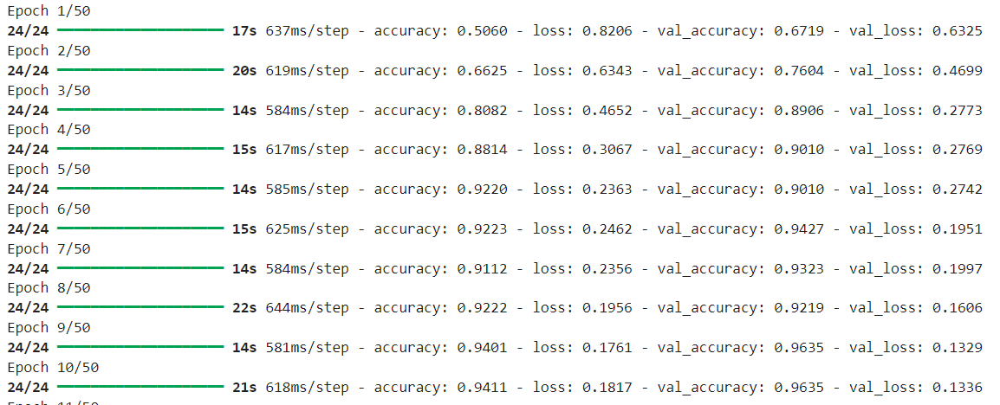 Epoch 1/50
24/24 ━━━━━━━━━━━━━━━━━━━━ 17s 637ms/step - accuracy: 0.5060 - loss: 0.8206 - val_accuracy: 0.6719 - val_loss: 0.6325
Epoch 2/50
24/24 ━━━━━━━━━━━━━━━━━━━━ 20s 619ms/step - accuracy: 0.6625 - loss: 0.6343 - val_accuracy: 0.7604 - val_loss: 0.4699
Epoch 3/50
24/24 ━━━━━━━━━━━━━━━━━━━━ 14s 584ms/step - accuracy: 0.8082 - loss: 0.4652 - val_accuracy: 0.8906 - val_loss: 0.2773
Epoch 4/50
24/24 ━━━━━━━━━━━━━━━━━━━━ 15s 617ms/step - accuracy: 0.8814 - loss: 0.3067 - val_accuracy: 0.9010 - val_loss: 0.2769
Epoch 5/50
24/24 ━━━━━━━━━━━━━━━━━━━━ 14s 585ms/step - accuracy: 0.9220 - loss: 0.2363 - val_accuracy: 0.9010 - val_loss: 0.2742
Epoch 6/50
24/24 ━━━━━━━━━━━━━━━━━━━━ 15s 625ms/step - accuracy: 0.9223 - loss: 0.2462 - val_accuracy: 0.9427 - val_loss: 0.1951
Epoch 7/50
24/24 ━━━━━━━━━━━━━━━━━━━━ 14s 584ms/step - accuracy: 0.9112 - loss: 0.2356 - val_accuracy: 0.9323 - val_loss: 0.1997
Epoch 8/50
24/24 ━━━━━━━━━━━━━━━━━━━━ 22s 644ms/step - accuracy: 0.9222 - loss: 0.1956 - val_accuracy: 0.9219 - val_loss: 0.1606
Epoch 9/50
24/24 ━━━━━━━━━━━━━━━━━━━━ 14s 581ms/step - accuracy: 0.9401 - loss: 0.1761 - val_accuracy: 0.9635 - val_loss: 0.1329
Epoch 10/50
24/24 ━━━━━━━━━━━━━━━━━━━━ 21s 618ms/step - accuracy: 0.9411 - loss: 0.1817 - val_accuracy: 0.9635 - val_loss: 0.1336